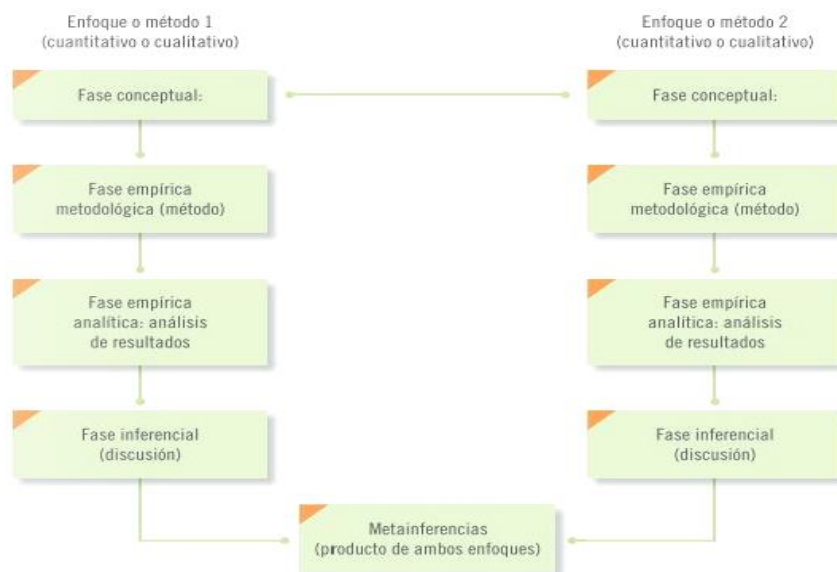 Enfoque o método 1
(cuantitativo o cualitativo)
Fase conceptual:
Fase empírica
metodológica (método)
Fase empírica
analítica: análisis
de resultados
Fase inferencial
(discusión)
Enfoque o método 2
(cuantitativo o cualitativo)
Fase conceptual:
Fase empírica
metodológica (método)
Fase empírica
analítica: análisis
de resultados
Fase inferencial
(discusión)
Metainferencias
(producto de ambos enfoques)